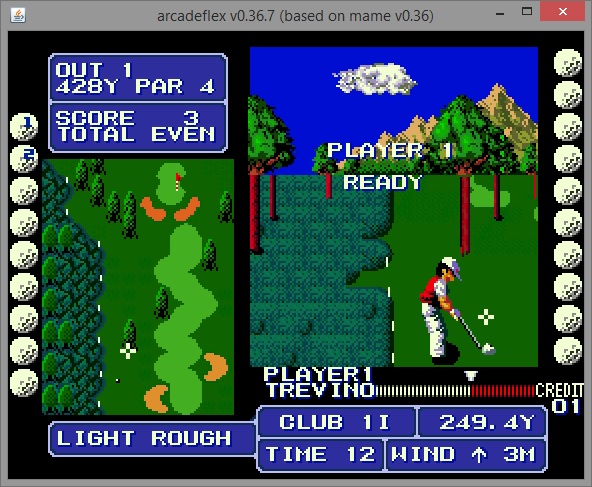 arcadeflex v0.36.7 (based on mame v0.36)
OUT 1
428Y PAR 4
SCORE 3
TOTAL EVEN
1
2
PLAYER 1
READY
PLAYER1
TREVINO
CREDIT
01
CLUB 1I
249.4Y
LIGHT ROUGH
TIME 12
WIND ↑ 3M